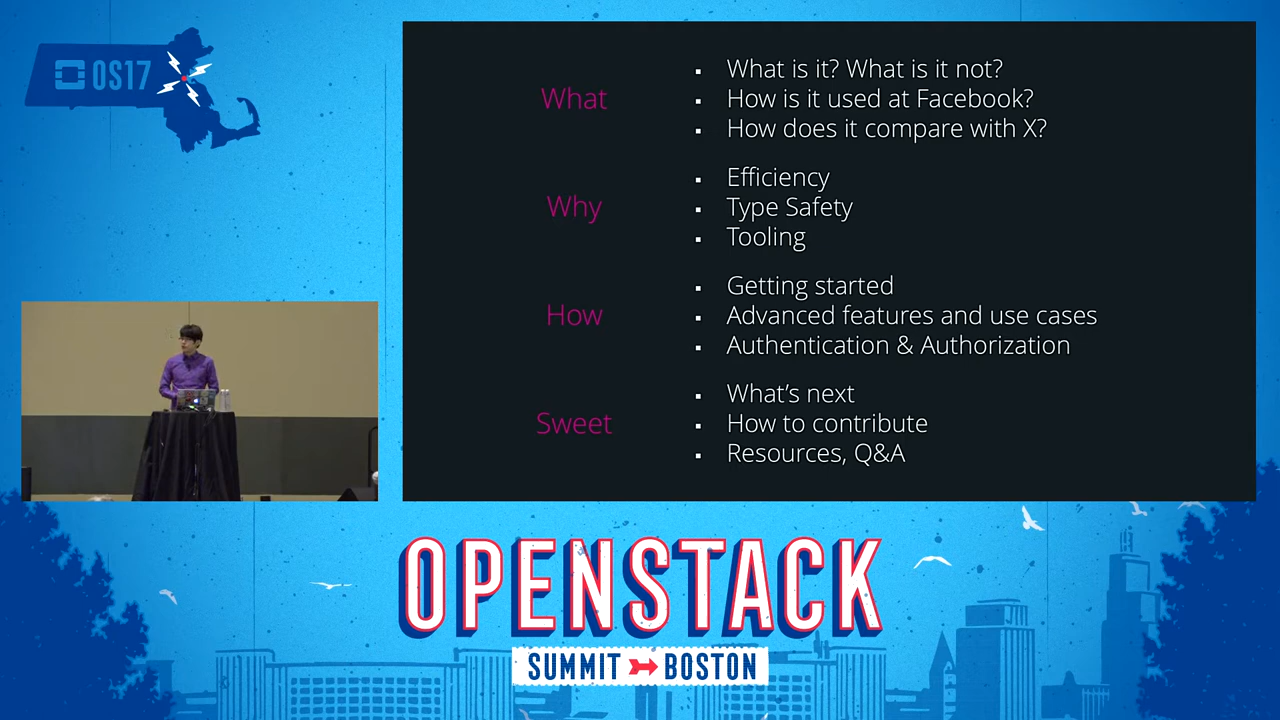 OS17
What
What is it? What is it not?
How is it used at Facebook?
How does it compare with X?
Why
Efficiency
Type Safety
Tooling
How
Getting started
Advanced features and use cases
Authentication & Authorization
Sweet
What's next
How to contribute
Resources, Q&A
OPENSTACK
SUMMIT BOSTON